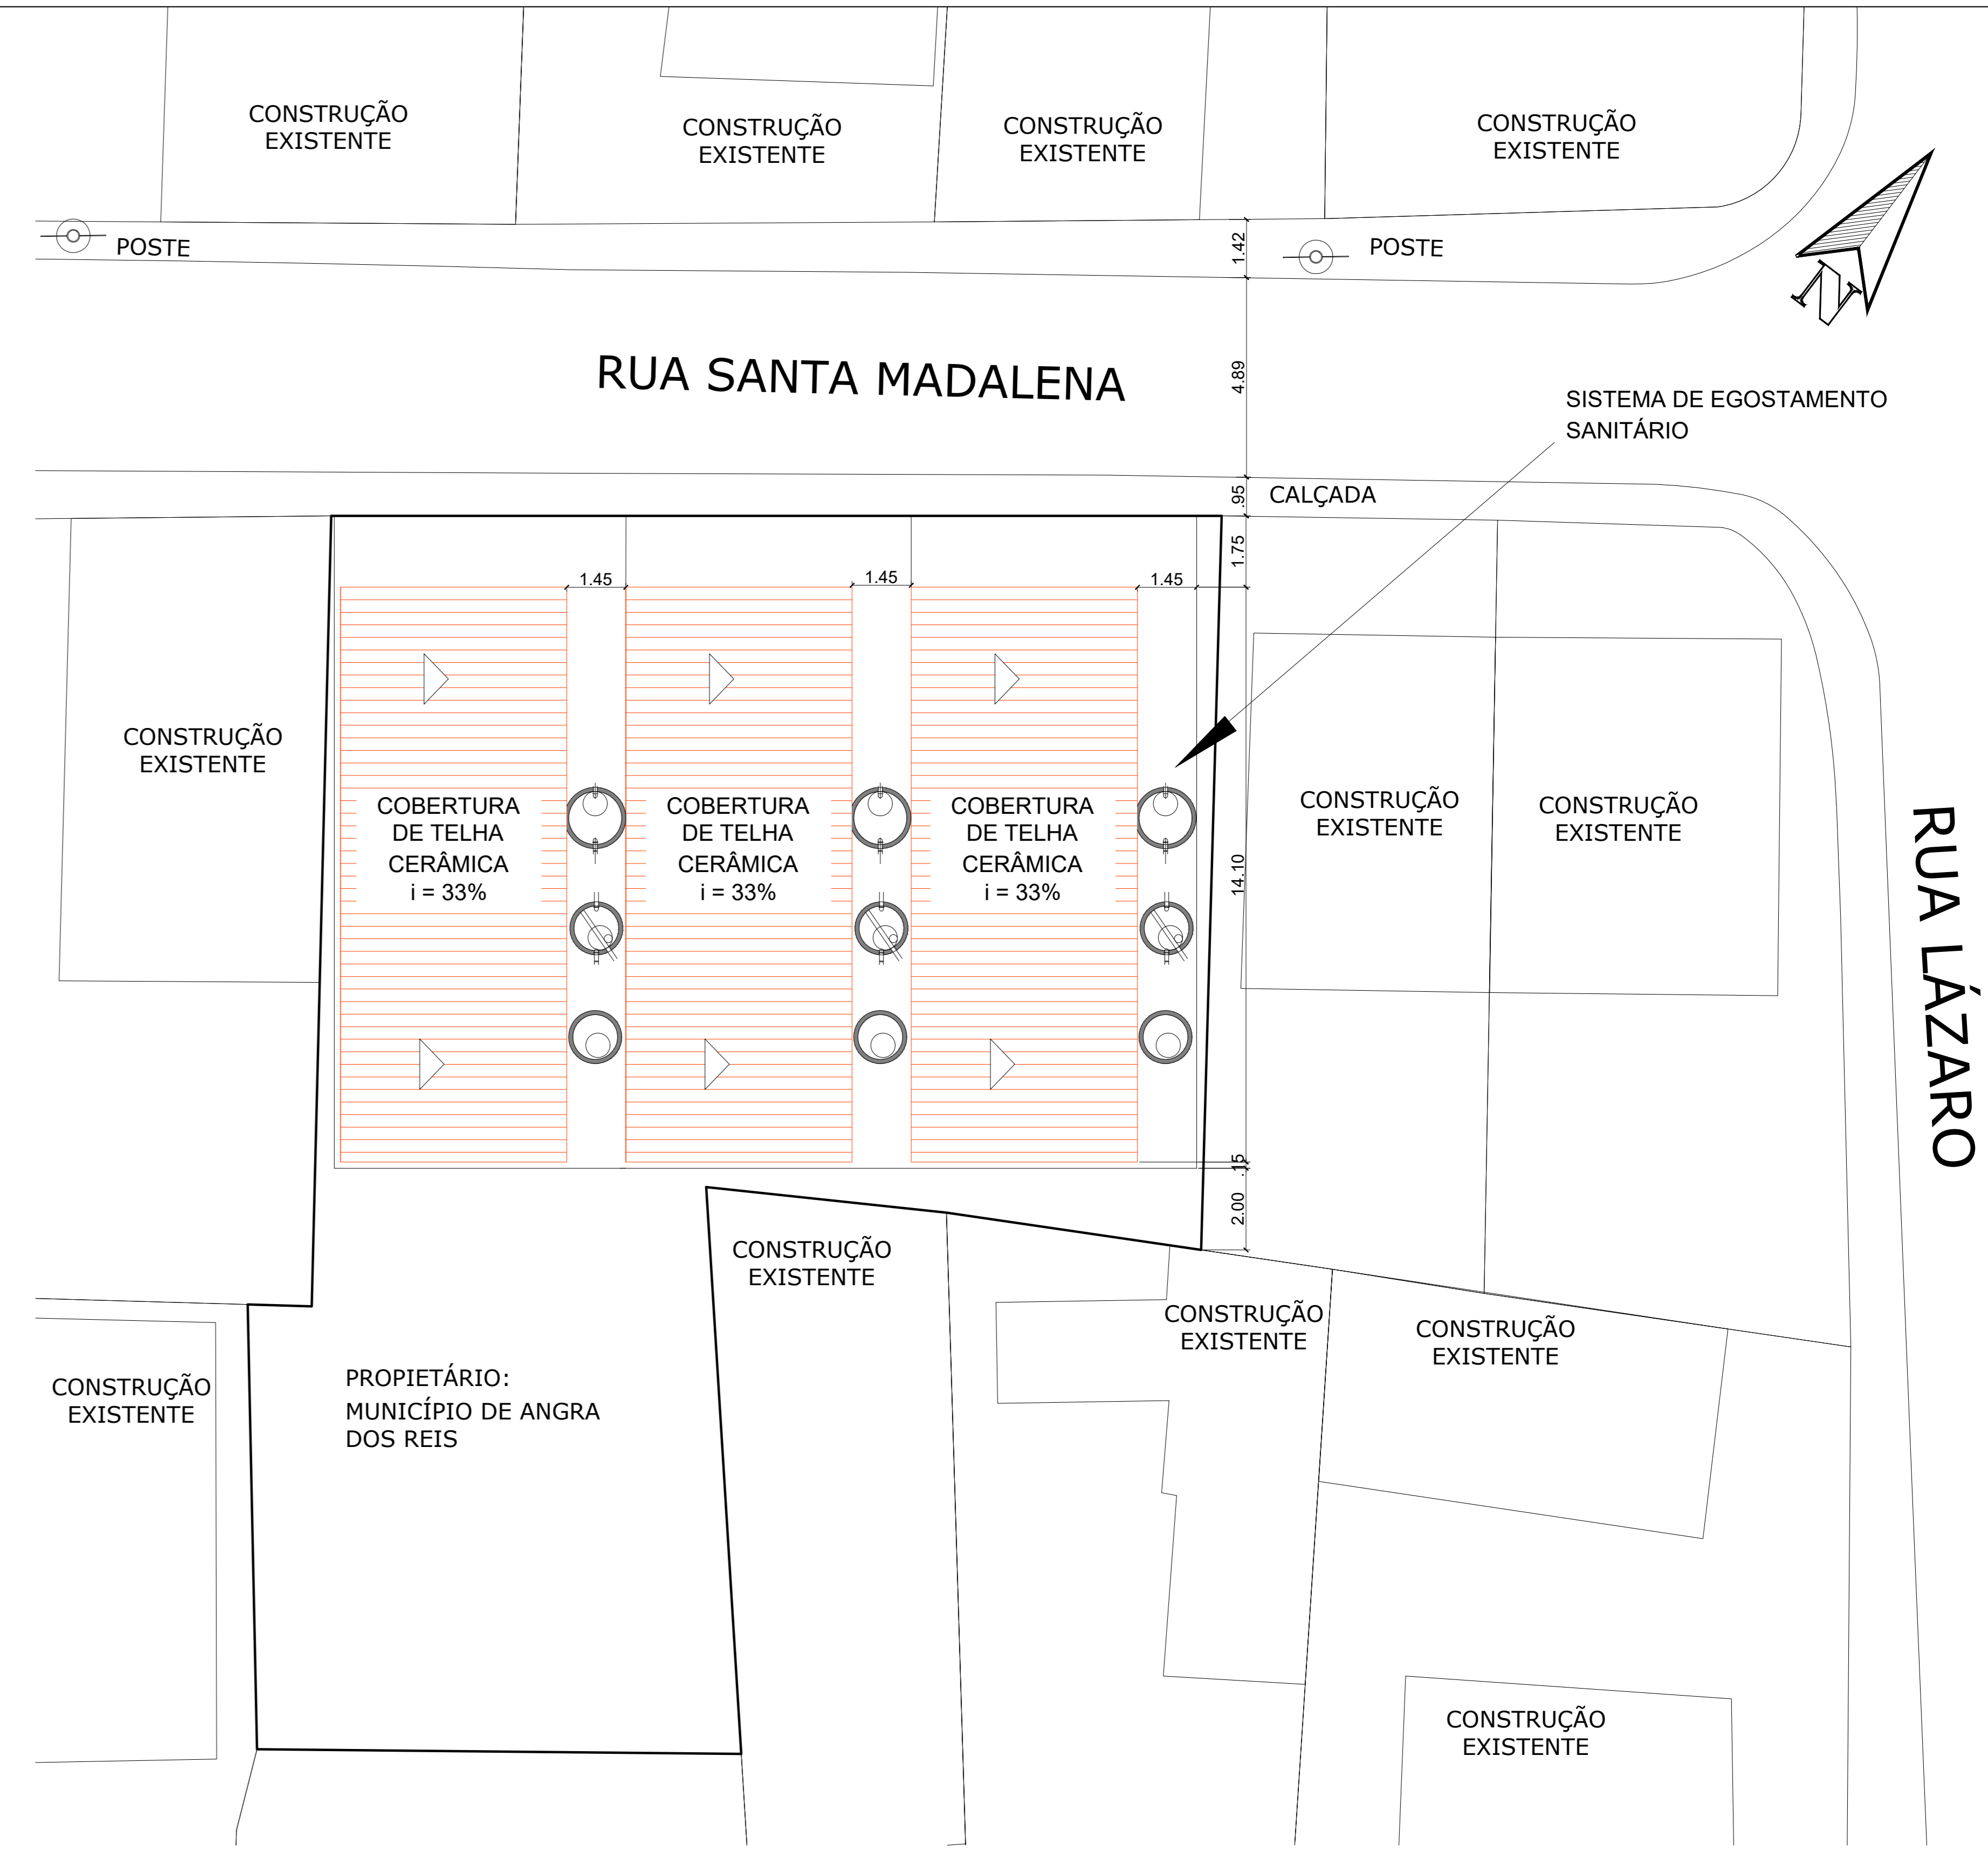 CONSTRUÇÃO
EXISTENTE
CONSTRUÇÃO
EXISTENTE
CONSTRUÇÃO
EXISTENTE
CONSTRUÇÃO
EXISTENTE
POSTE
1.42
POSTE
N
RUA SANTA MADALENA
4.89
SISTEMA DE EGOSTAMENTO
SANITÁRIO
.95
CALÇADA
1.75
1.45
1.45
1.45
CONSTRUÇÃO
EXISTENTE
COBERTURA
DE TELHA
CERÂMICA
i = 33%
COBERTURA
DE TELHA
CERÂMICA
i = 33%
COBERTURA
DE TELHA
CERÂMICA
i = 33%
14.10
CONSTRUÇÃO
EXISTENTE
CONSTRUÇÃO
EXISTENTE
RUA LÁZARO
.15
2.00
CONSTRUÇÃO
EXISTENTE
CONSTRUÇÃO
EXISTENTE
CONSTRUÇÃO
EXISTENTE
CONSTRUÇÃO
EXISTENTE
PROPIETÁRIO:
MUNICÍPIO DE ANGRA
DOS REIS
CONSTRUÇÃO
EXISTENTE